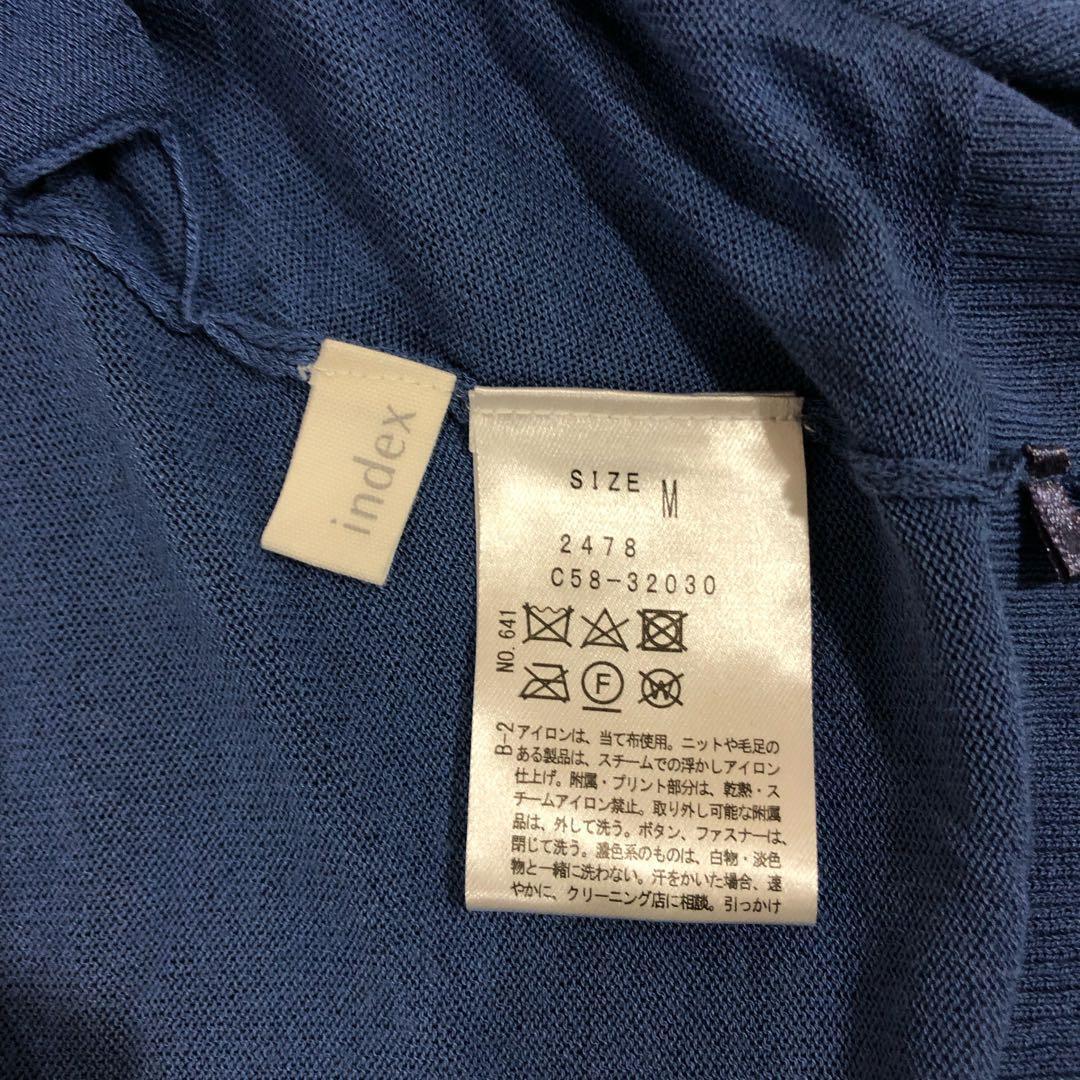 index
SIZE M
2478
C58-32030
NO. 641
F
W
B-2
アイロンは、当て布使用。ニットや毛足の
ある製品は、スチームでの浮かしアイロン
仕上げ。附属・プリント部分は、乾熱・ス
チームアイロン禁止。取り外し可能な附属
品は、外して洗う。ボタン、ファスナーは、
閉じて洗う。濃色系のものは、白物・淡色
物と一緒に洗わない。汗をかいた場合、速
やかに、クリーニング店に相談。引っかけ